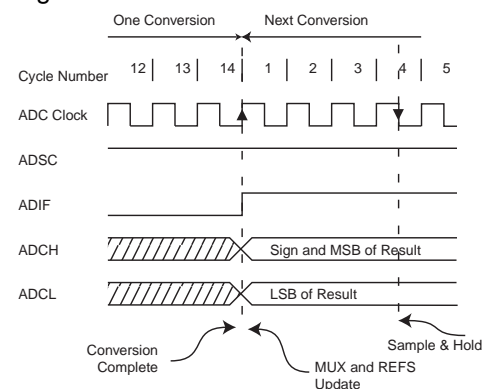 One Conversion Next Conversion
Cycle Number 12 13 14 1 2 3 4 5
ADC Clock
ADSC
ADIF
ADCH Sign and MSB of Result
ADCL LSB of Result
Conversion
Complete
MUX and REFS
Update
Sample & Hold